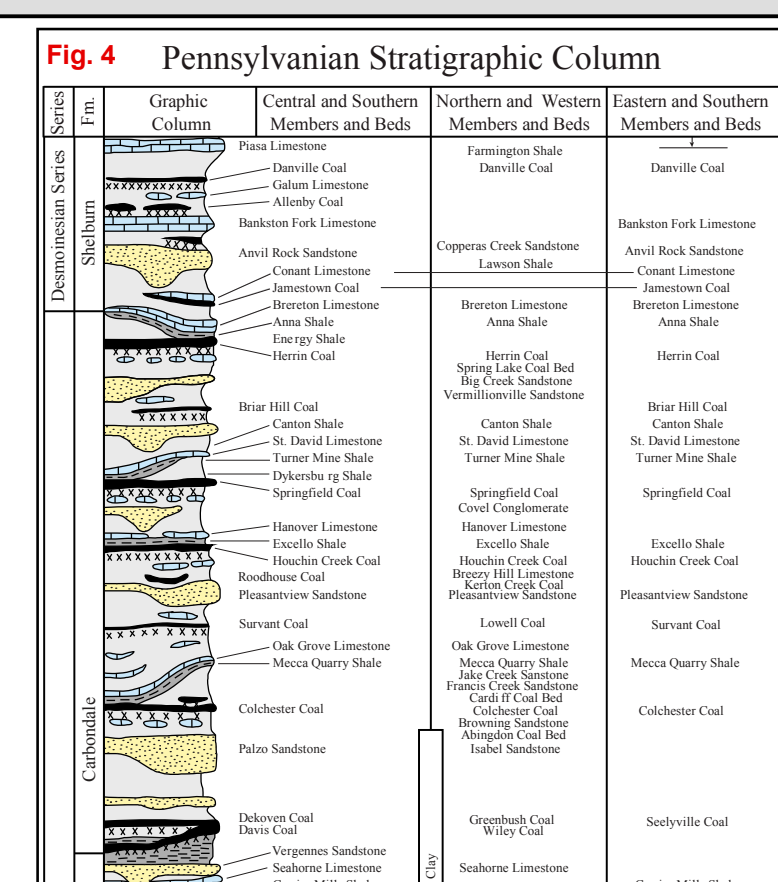 Fig. 4 Pennsylvanian Stratigraphic Column
Series
Fm.
Graphic
Column
Central and Southern
Members and Beds
Northern and Western
Members and Beds
Eastern and Southern
Members and Beds
Desmoinesian Series
Shelburn
Carbondale
Piasa Limestone
Danville Coal
Galum Limestone
Allenby Coal
Bankston Fork Limestone
Anvil Rock Sandstone
Conant Limestone
Jamestown Coal
Brereton Limestone
Anna Shale
Energy Shale
Herrin Coal
Briar Hill Coal
Canton Shale
St. David Limestone
Turner Mine Shale
Dykersbu rg Shale
Springfield Coal
Hanover Limestone
Excello Shale
Houchin Creek Coal
Roodhouse Coal
Pleasantview Sandstone
Survant Coal
Oak Grove Limestone
Mecca Quarry Shale
Colchester Coal
Palzo Sandstone
Dekoven Coal
Davis Coal
Vergennes Sandstone
Seahorne Limestone
Farmington Shale
Danville Coal
Copperas Creek Sandstone
Lawson Shale
Brereton Limestone
Anna Shale
Herrin Coal
Spring Lake Coal Bed
Big Creek Sandstone
Vermillionville Sandstone
Canton Shale
St. David Limestone
Turner Mine Shale
Springfield Coal
Covel Conglomerate
Hanover Limestone
Excello Shale
Houchin Creek Coal
Breezy Hill Limestone
Kerton Creek Coal
Pleasantview Sandstone
Lowell Coal
Oak Grove Limestone
Mecca Quarry Shale
Jake Creek Sanstone
Francis Creek Sandstone
Cardi ff Coal Bed
Colchester Coal
Browning Sandstone
Abingdon Coal Bed
Isabel Sandstone
Greenbush Coal
Wiley Coal
Clay
Seahorne Limestone
Danville Coal
Bankston Fork Limestone
Anvil Rock Sandstone
Conant Limestone
Jamestown Coal
Brereton Limestone
Anna Shale
Herrin Coal
Briar Hill Coal
Canton Shale
St. David Limestone
Turner Mine Shale
Springfield Coal
Excello Shale
Houchin Creek Coal
Pleasantview Sandstone
Survant Coal
Mecca Quarry Shale
Colchester Coal
Seelyville Coal